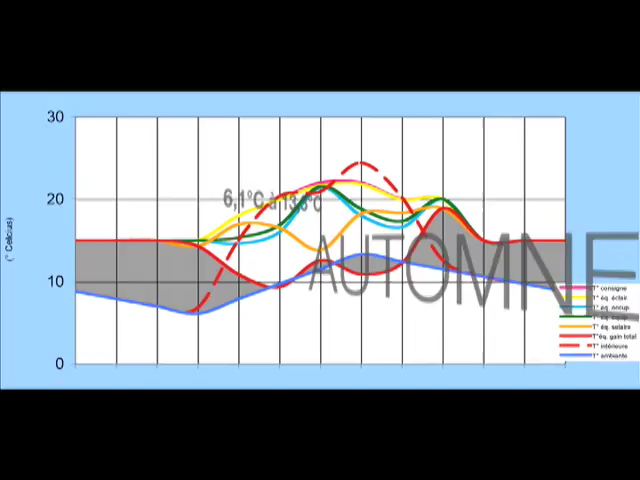 30
(° Celcius)
20
6,1°C à 13,3°C
AUTOMNE
10
T° consigne
T° éq. éclair
T° éq. occup.
T° éq. solaire
T°éq. gain total
T° intérieure
T° ambiante
0